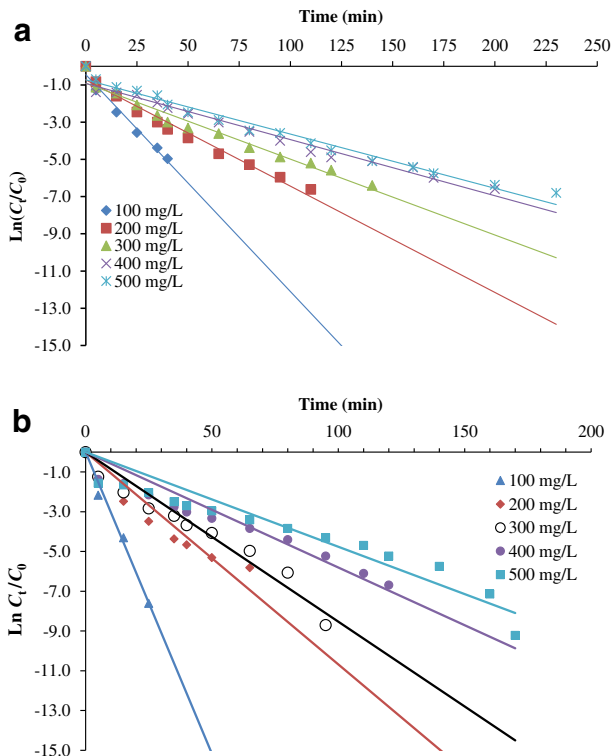 a
Time (min)
0 25 50 75 100 125 150 175 200 225 250
-1.0
-3.0
-5.0
-7.0
-9.0
-11.0
-13.0
-15.0
Ln(Cₜ/C₀)
100 mg/L
200 mg/L
300 mg/L
400 mg/L
500 mg/L
b
Time (min)
0 50 100 150 200
-1.0
-3.0
-5.0
-7.0
-9.0
-11.0
-13.0
-15.0
Ln Cₜ/C₀
100 mg/L
200 mg/L
300 mg/L
400 mg/L
500 mg/L